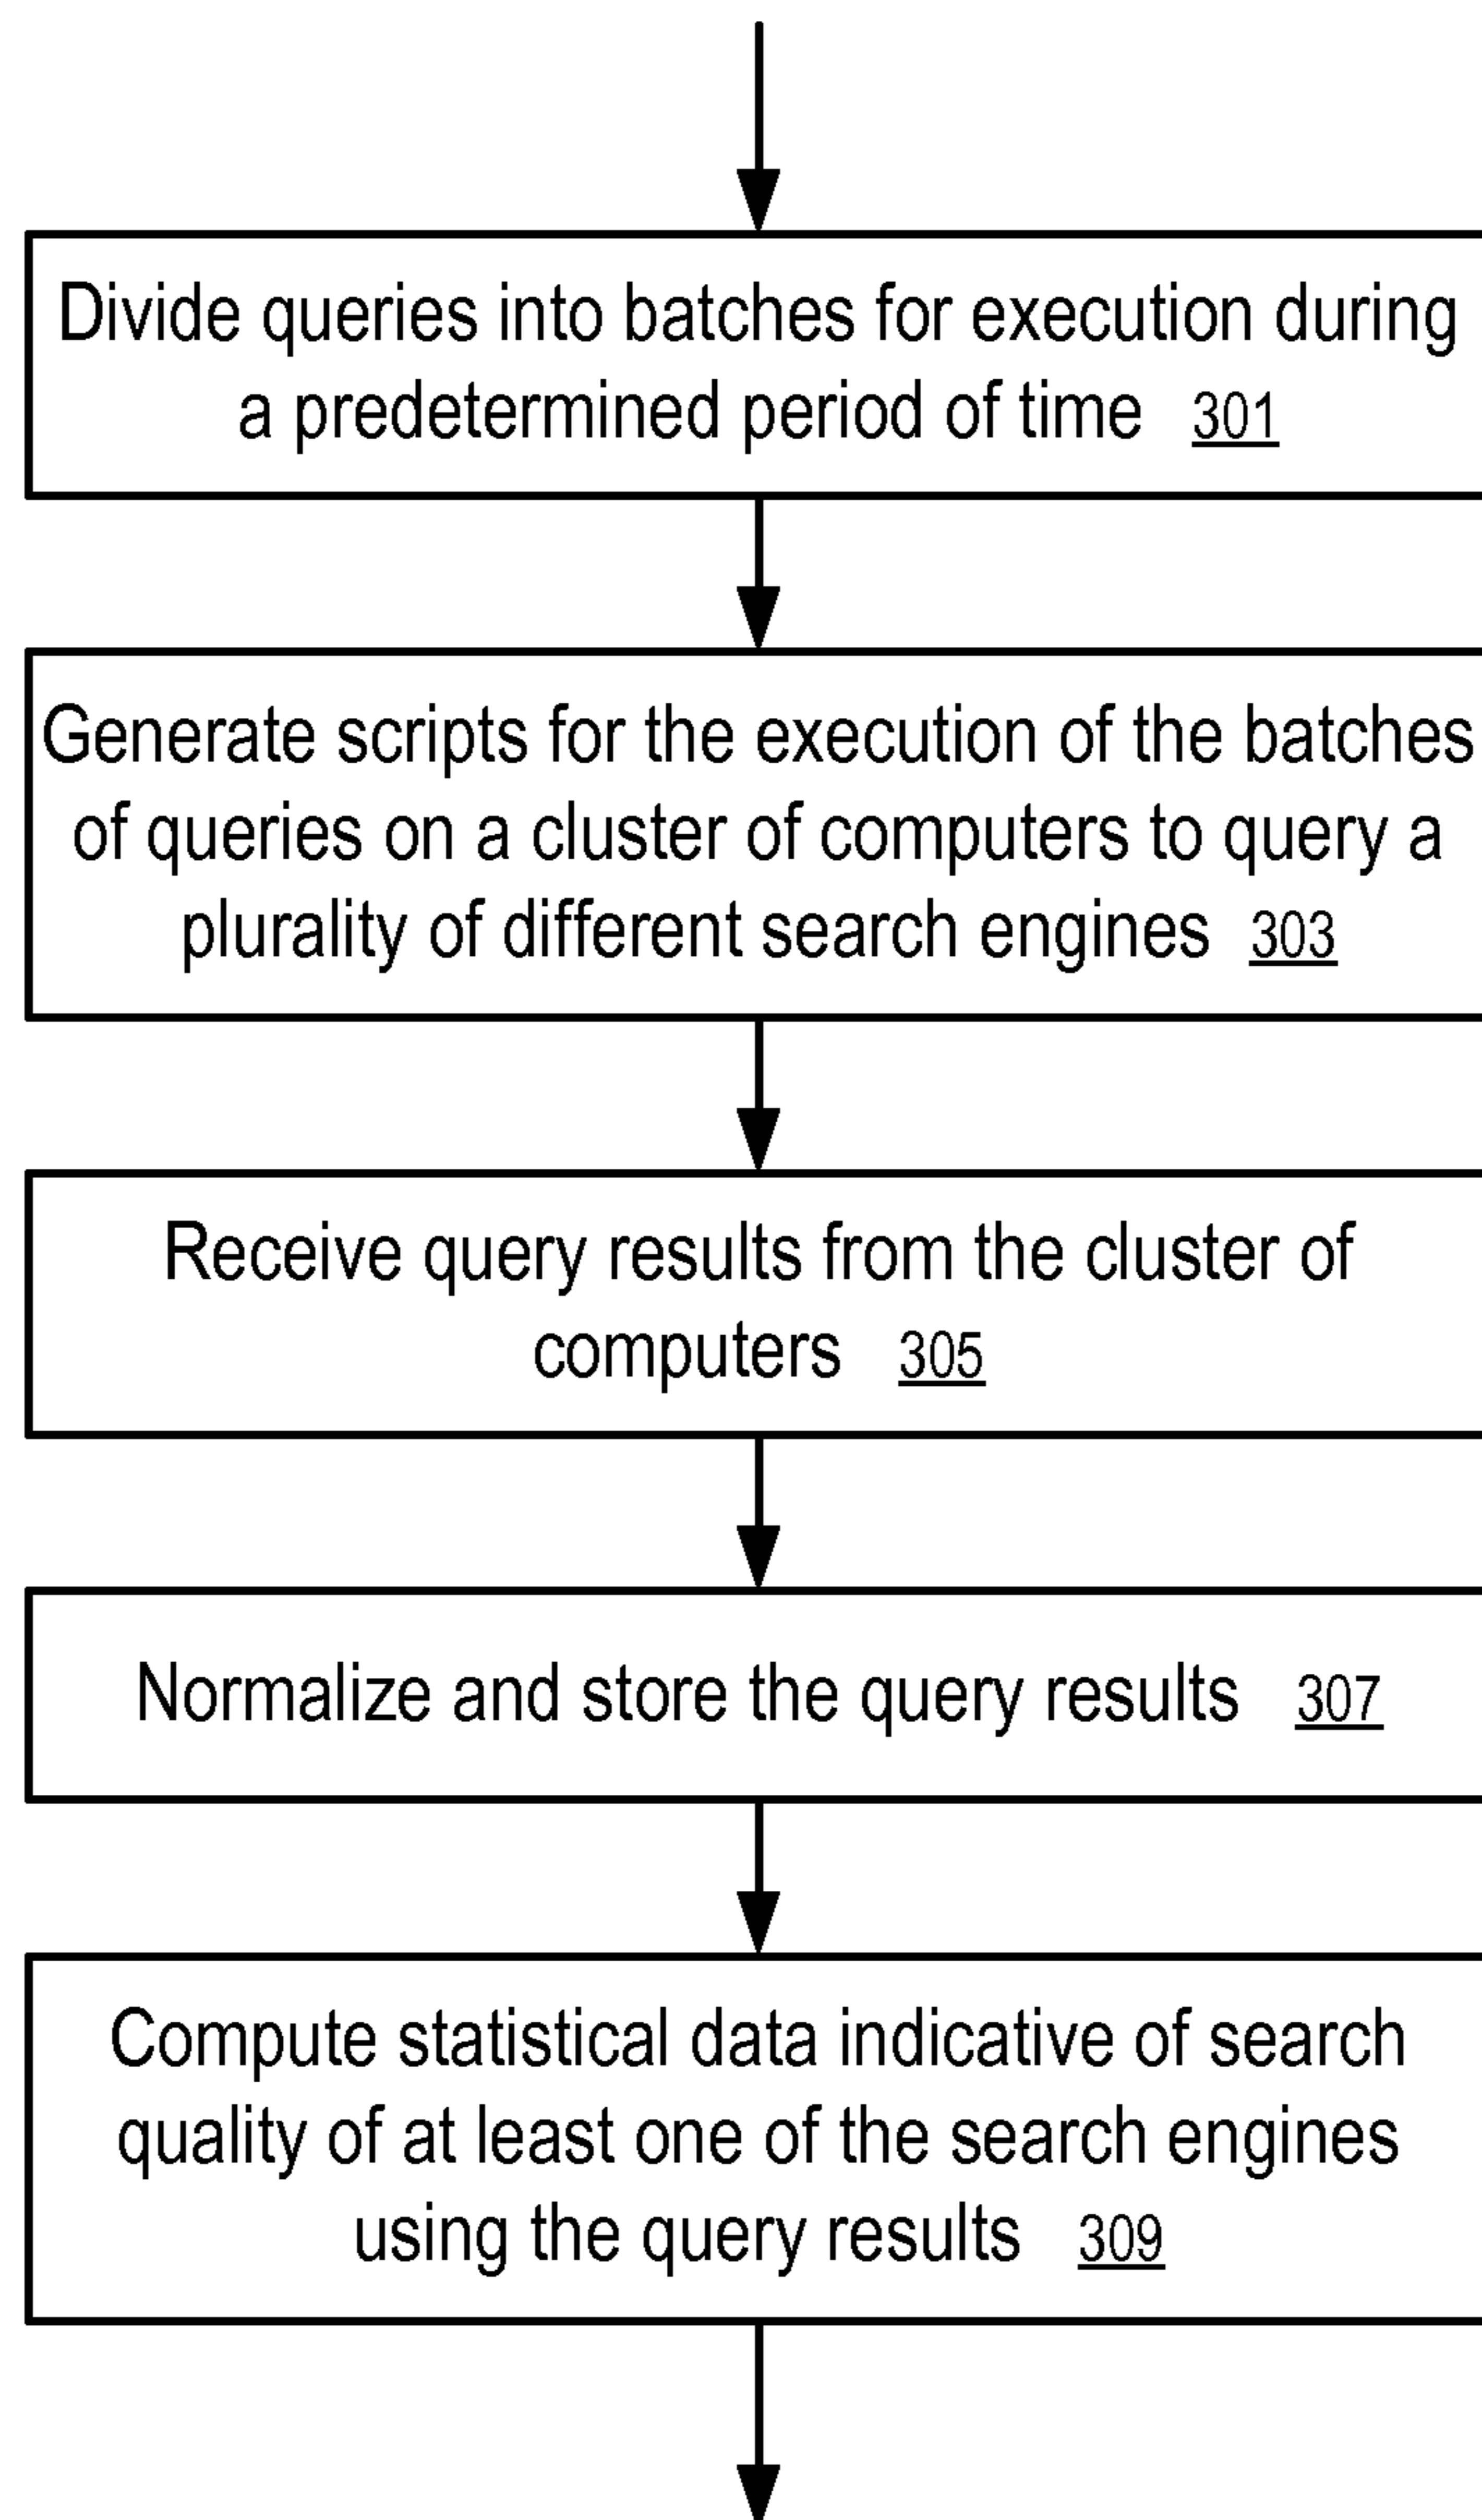 Divide queries into batches for execution during
a predetermined period of time 301
Generate scripts for the execution of the batches
of queries on a cluster of computers to query a
plurality of different search engines 303
Receive query results from the cluster of
computers 305
Normalize and store the query results 307
Compute statistical data indicative of search
quality of at least one of the search engines
using the query results 309